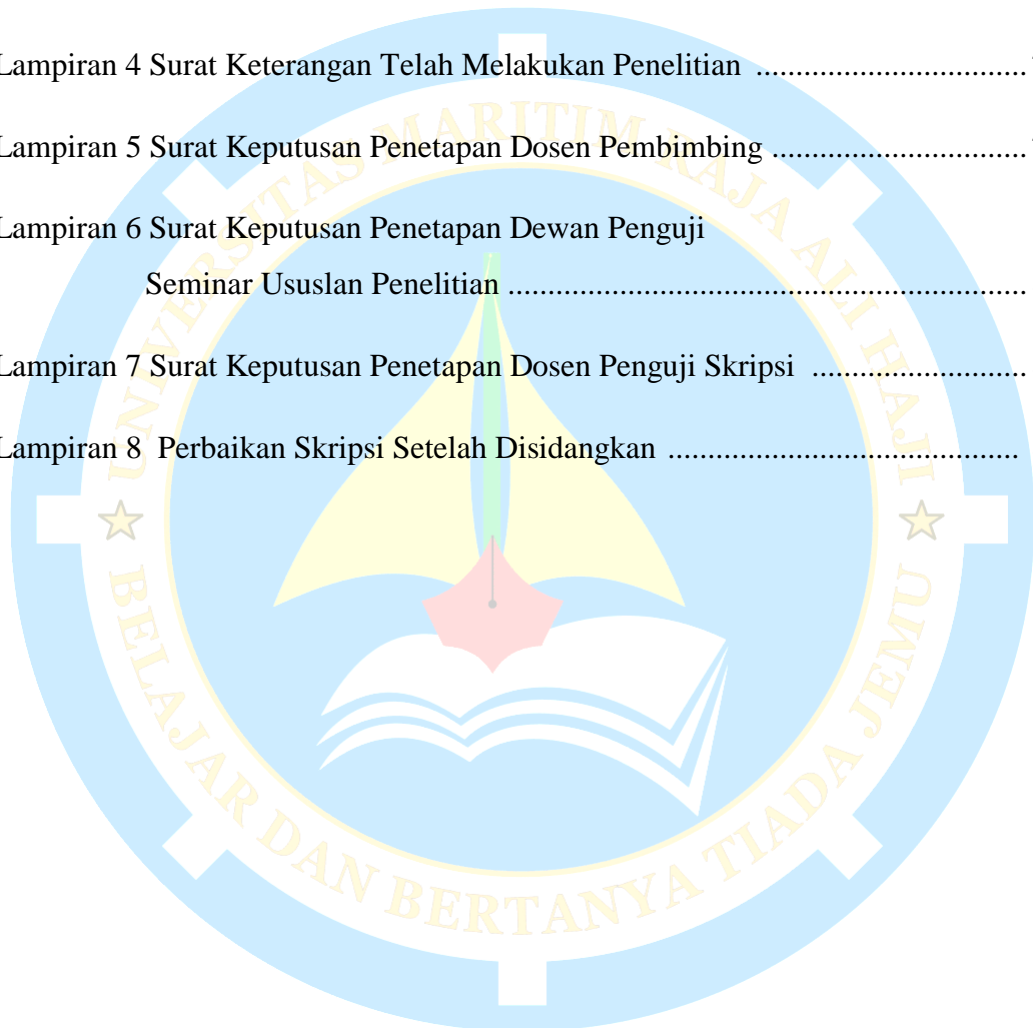 Lampiran 4 Surat Keterangan Telah Melakukan Penelitian ..................................
Lampiran 5 Surat Keputusan Penetapan Dosen Pembimbing ................................
Lampiran 6 Surat Keputusan Penetapan Dewan Penguji
Seminar Ususlan Penelitian .................................................................
Lampiran 7 Surat Keputusan Penetapan Dosen Penguji Skripsi ...........................
Lampiran 8 Perbaikan Skripsi Setelah Disidangkan ............................................
UNIVERSITAS MARITIM RAJA ALI HAJI
BELAJAR DAN BERTANYA TIADA JEMU